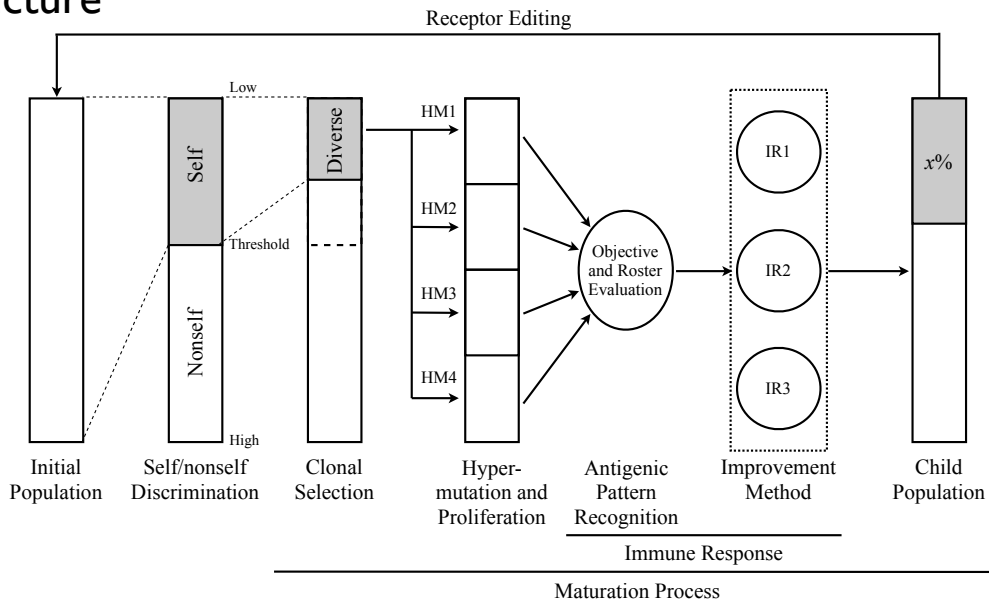 Receptor Editing
Low
Self
Threshold
Nonself
High
Diverse
HM1
HM2
HM3
HM4
Objective
and Roster
Evaluation
IR1
IR2
IR3
x%
Initial
Population
Self/nonself
Discrimination
Clonal
Selection
Hyper-
mutation and
Proliferation
Antigenic
Pattern
Recognition
Improvement
Method
Child
Population
Immune Response
Maturation Process